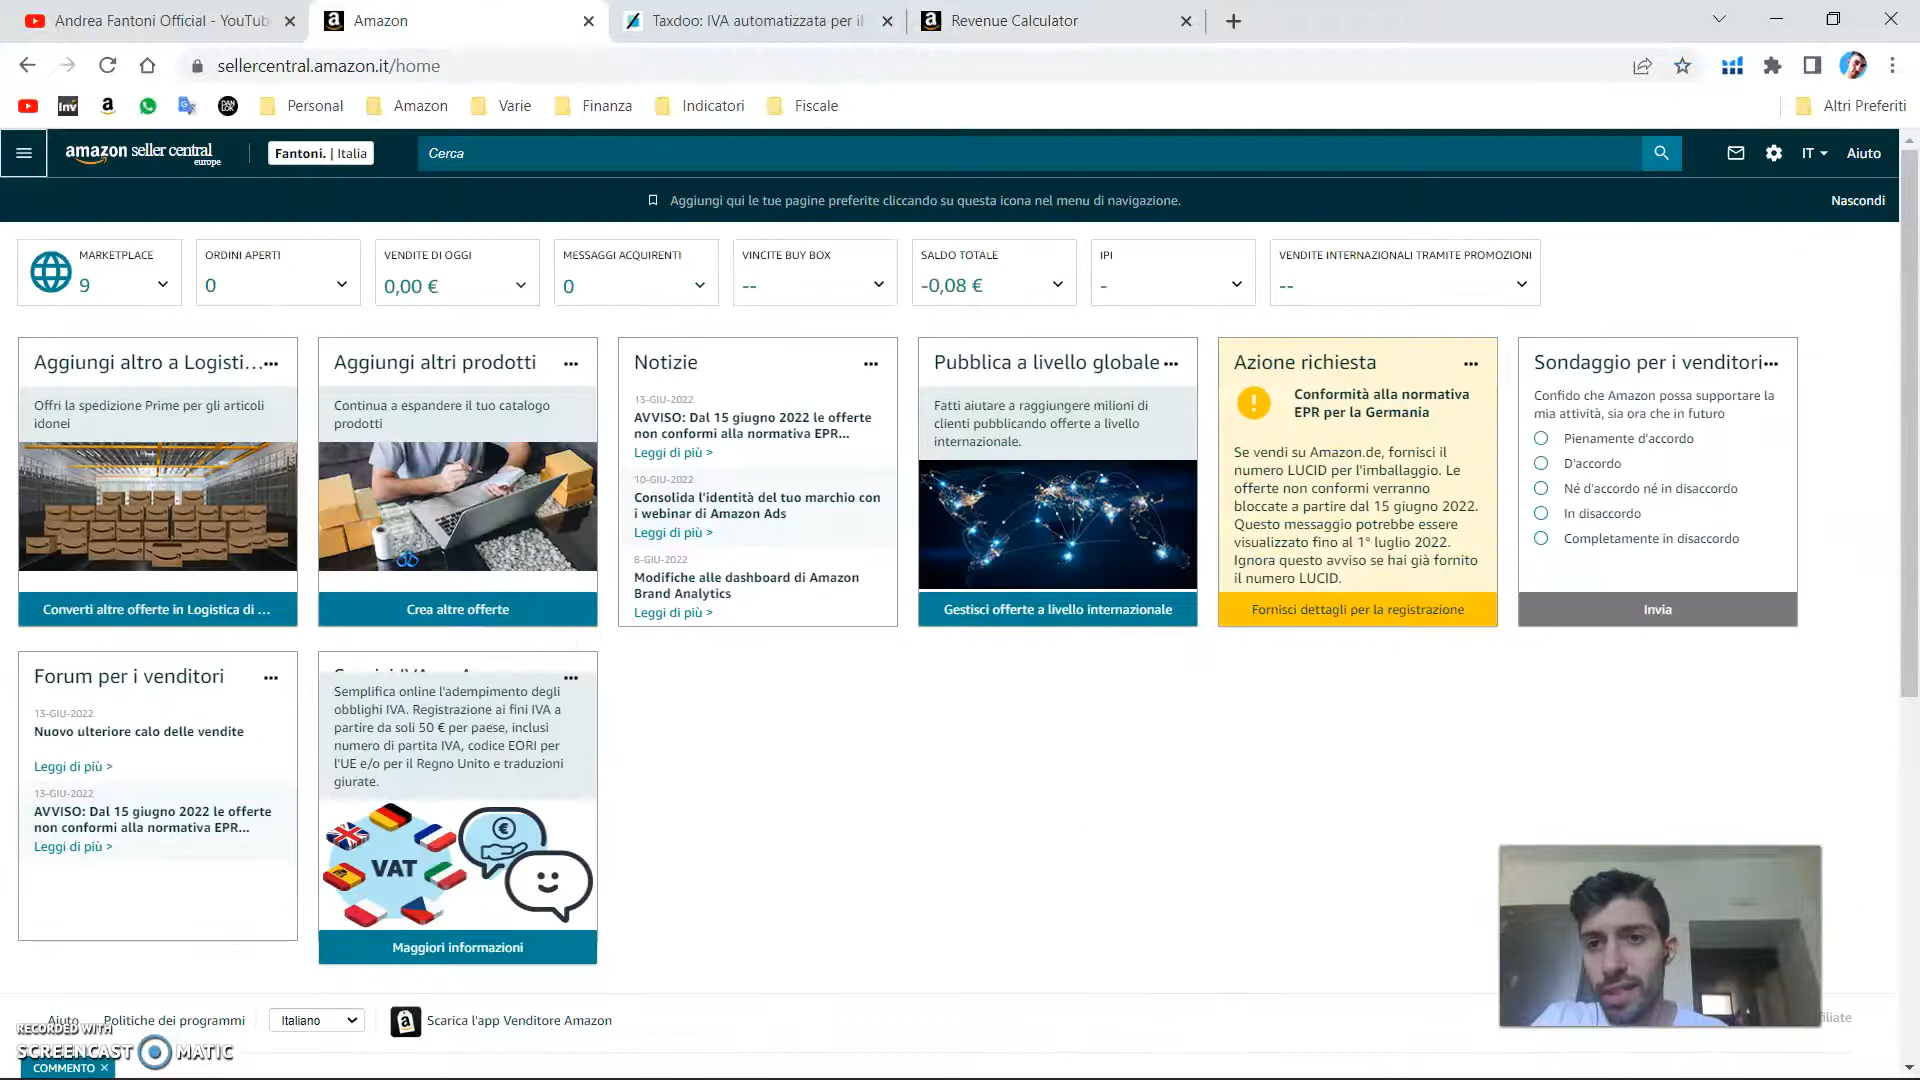 Andrea Fantoni Official - YouTub
Amazon
Taxdoo: IVA automatizzata per il
Revenue Calculator
sellercentral.amazon.it/home
Inv
Personal
Amazon
Varie
Finanza
Indicatori
Fiscale
Altri Preferiti
amazon seller central
europe
Fantoni. | Italia
Cerca
IT
Aiuto
Aggiungi qui le tue pagine preferite cliccando su questa icona nel menu di navigazione.
Nascondi
MARKETPLACE
9
ORDINI APERTI
0
VENDITE DI OGGI
0,00 €
MESSAGGI ACQUIRENTI
0
VINCITE BUY BOX
--
SALDO TOTALE
-0,08 €
IPI
-
VENDITE INTERNAZIONALI TRAMITE PROMOZIONI
--
Aggiungi altro a Logisti...
Offri la spedizione Prime per gli articoli
idonei
Converti altre offerte in Logistica di ...
Aggiungi altri prodotti
Continua a espandere il tuo catalogo
prodotti
Crea altre offerte
Notizie
13-GIU-2022
AVVISO: Dal 15 giugno 2022 le offerte
non conformi alla normativa EPR...
Leggi di più >
10-GIU-2022
Consolida l'identità del tuo marchio con
i webinar di Amazon Ads
Leggi di più >
8-GIU-2022
Modifiche alle dashboard di Amazon
Brand Analytics
Leggi di più >
Pubblica a livello globale
Fatti aiutare a raggiungere milioni di
clienti pubblicando offerte a livello
internazionale.
Gestisci offerte a livello internazionale
Azione richiesta
Conformità alla normativa
EPR per la Germania
Se vendi su Amazon.de, fornisci il
numero LUCID per l'imballaggio. Le
offerte non conformi verranno
bloccate a partire dal 15 giugno 2022.
Questo messaggio potrebbe essere
visualizzato fino al 1° luglio 2022.
Ignora questo avviso se hai già fornito
il numero LUCID.
Fornisci dettagli per la registrazione
Sondaggio per i venditori
Confido che Amazon possa supportare la
mia attività, sia ora che in futuro
Pienamente d'accordo
D'accordo
Né d'accordo né in disaccordo
In disaccordo
Completamente in disaccordo
Invia
Forum per i venditori
13-GIU-2022
Nuovo ulteriore calo delle vendite
Leggi di più >
13-GIU-2022
AVVISO: Dal 15 giugno 2022 le offerte
non conformi alla normativa EPR...
Leggi di più >
Semplifica online l'adempimento degli
obblighi IVA. Registrazione ai fini IVA a
partire da soli 50 € per paese, inclusi
numero di partita IVA, codice EORI per
l'UE e/o per il Regno Unito e traduzioni
giurate.
VAT
Maggiori informazioni
Aiuto
Politiche dei programmi
Italiano
Scarica l'app Venditore Amazon
RECORDED WITH
SCREENCAST MATIC
COMMENTO ×